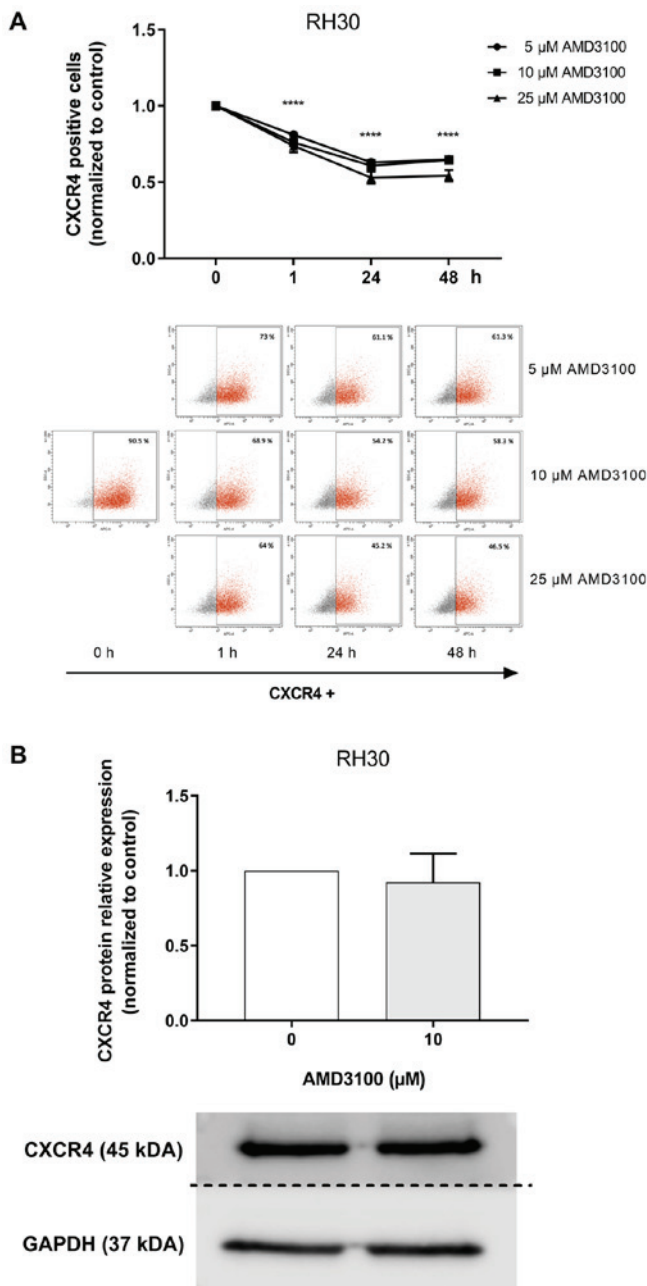 A
RH30
CXCR4 positive cells
(normalized to control)
1.5
1.0
0.5
0.0
0 1 24 48 h
**** **** ****
5 µM AMD3100
10 µM AMD3100
25 µM AMD3100
73 % 61.1 % 61.3 %
5 µM AMD3100
90.5 % 68.9 % 54.2 % 58.3 %
10 µM AMD3100
64 % 45.2 % 46.5 %
25 µM AMD3100
0 h 1 h 24 h 48 h
CXCR4 +
B
RH30
CXCR4 protein relative expression
(normalized to control)
1.5
1.0
0.5
0.0
0 10
AMD3100 (µM)
CXCR4 (45 kDA)
GAPDH (37 kDA)